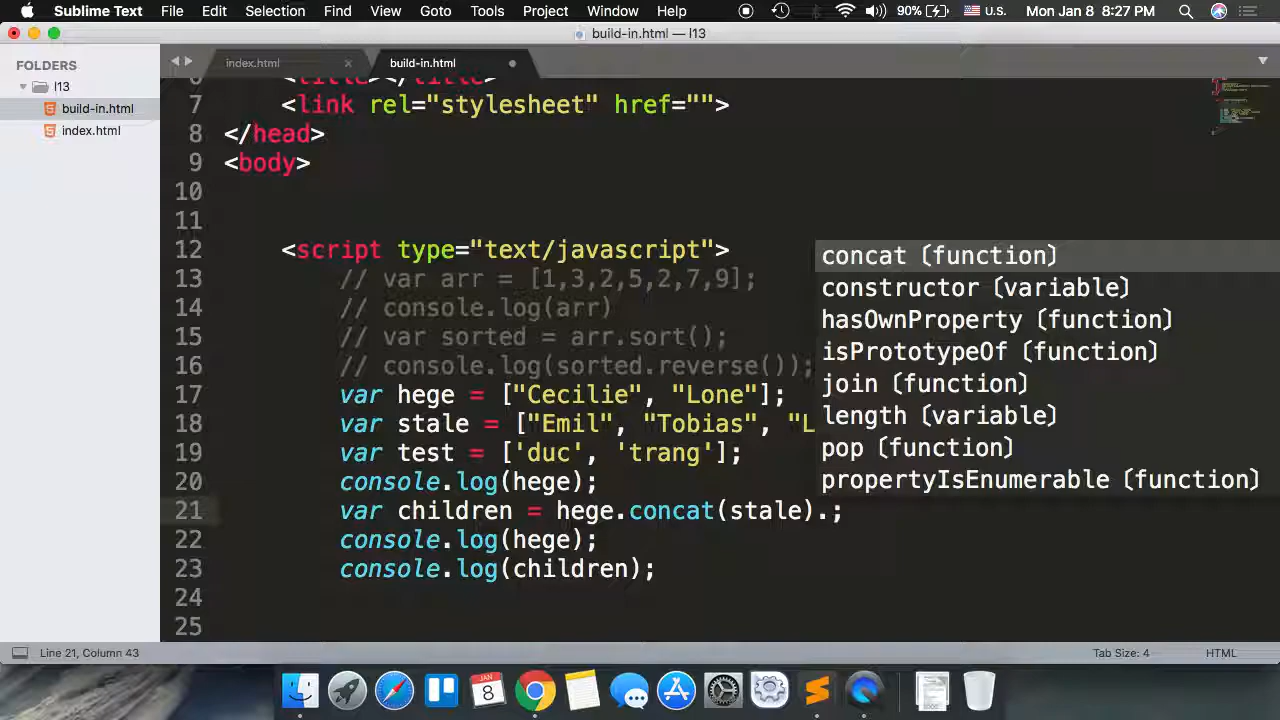 Sublime Text File Edit Selection Find View Goto Tools Project Window Help 90% U.S. Mon Jan 8 8:27 PM
build-in.html — l13
FOLDERS
l13
build-in.html
index.html
index.html
build-in.html
6 <title></title>
7 <link rel="stylesheet" href="">
8 </head>
9 <body>
10
11
12 <script type="text/javascript">
13 // var arr = [1,3,2,5,2,7,9];
14 // console.log(arr)
15 // var sorted = arr.sort();
16 // console.log(sorted.reverse());
17 var hege = ["Cecilie", "Lone"];
18 var stale = ["Emil", "Tobias", "L
19 var test = ['duc', 'trang'];
20 console.log(hege);
21 var children = hege.concat(stale).;
22 console.log(hege);
23 console.log(children);
24
25
concat (function)
constructor (variable)
hasOwnProperty (function)
isPrototypeOf (function)
join (function)
length (variable)
pop (function)
propertyIsEnumerable (function)
Line 21, Column 43
Tab Size: 4
HTML
JAN
8